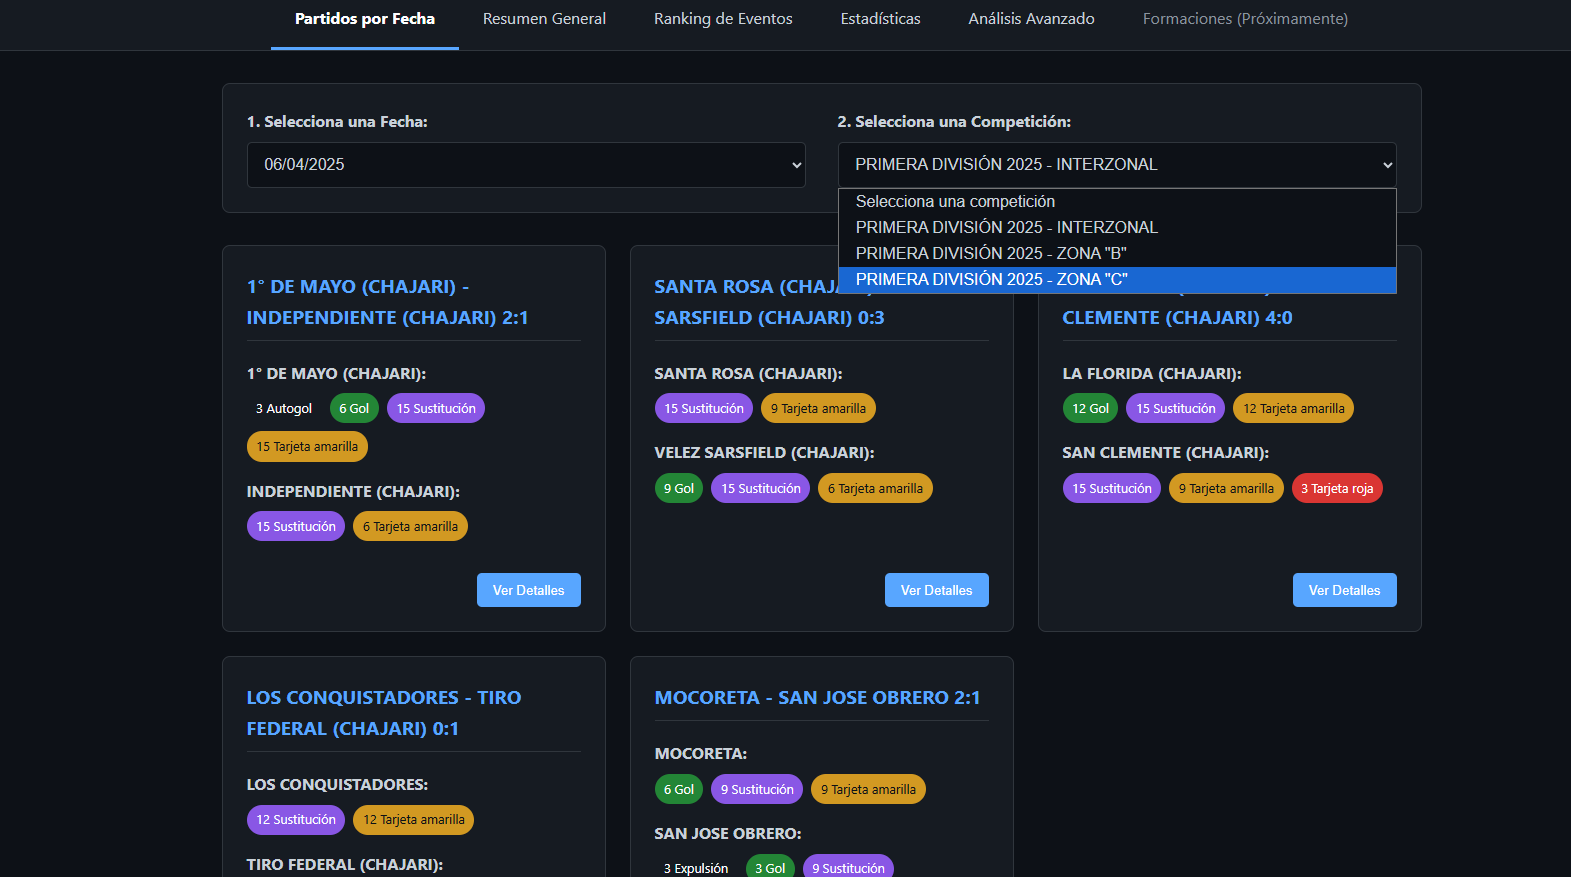 Partidos por Fecha
Resumen General
Ranking de Eventos
Estadísticas
Análisis Avanzado
Formaciones (Próximamente)
1. Selecciona una Fecha:
06/04/2025
2. Selecciona una Competición:
PRIMERA DIVISIÓN 2025 - INTERZONAL
Selecciona una competición
PRIMERA DIVISIÓN 2025 - INTERZONAL
PRIMERA DIVISIÓN 2025 - ZONA "B"
PRIMERA DIVISIÓN 2025 - ZONA "C"
1° DE MAYO (CHAJARI) -
INDEPENDIENTE (CHAJARI) 2:1
1° DE MAYO (CHAJARI):
3 Autogol
6 Gol
15 Sustitución
15 Tarjeta amarilla
INDEPENDIENTE (CHAJARI):
15 Sustitución
6 Tarjeta amarilla
Ver Detalles
SANTA ROSA
SARSFIELD (CHAJARI) 0:3
SANTA ROSA (CHAJARI):
15 Sustitución
9 Tarjeta amarilla
VELEZ SARSFIELD (CHAJARI):
9 Gol
15 Sustitución
6 Tarjeta amarilla
Ver Detalles
CLEMENTE (CHAJARI) 4:0
LA FLORIDA (CHAJARI):
12 Gol
15 Sustitución
12 Tarjeta amarilla
SAN CLEMENTE (CHAJARI):
15 Sustitución
9 Tarjeta amarilla
3 Tarjeta roja
Ver Detalles
LOS CONQUISTADORES - TIRO
FEDERAL (CHAJARI) 0:1
LOS CONQUISTADORES:
12 Sustitución
12 Tarjeta amarilla
TIRO FEDERAL (CHAJARI):
MOCORETA - SAN JOSE OBRERO 2:1
MOCORETA:
6 Gol
9 Sustitución
9 Tarjeta amarilla
SAN JOSE OBRERO:
3 Expulsión
3 Gol
9 Sustitución